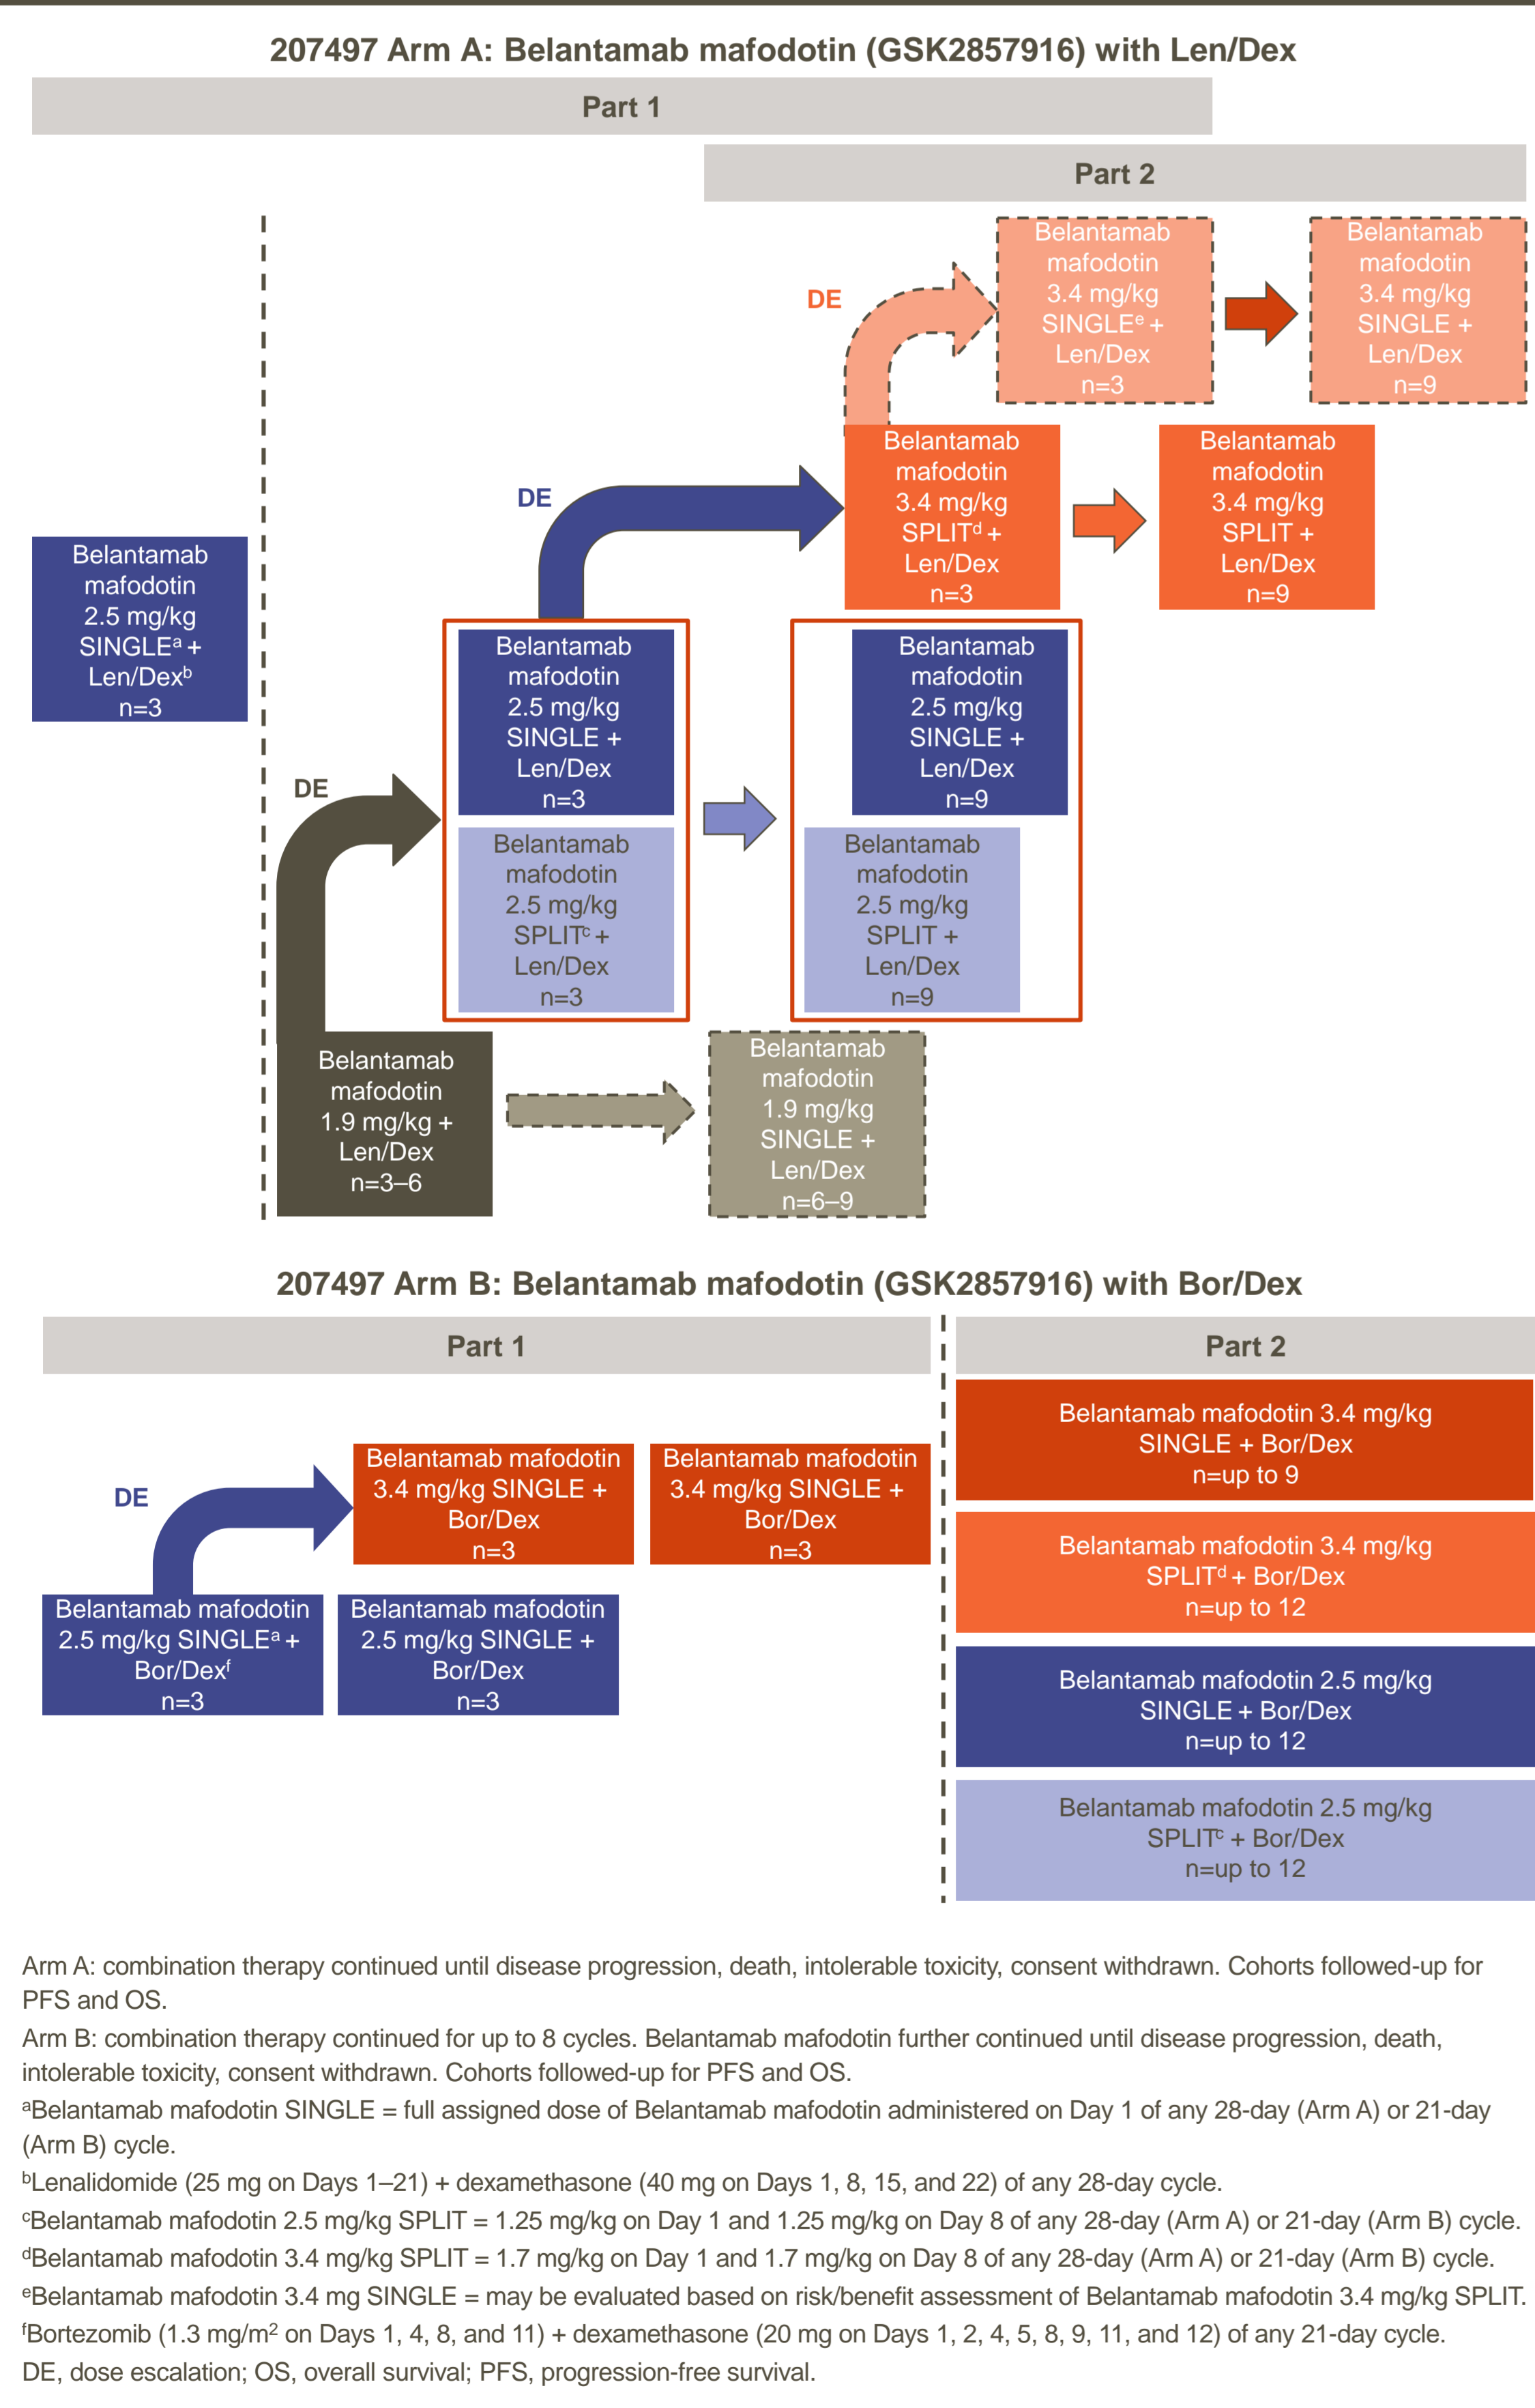 207497 Arm A: Belantamab mafodotin (GSK2857916) with Len/Dex
Part 1
Part 2
Belantamab
mafodotin
3.4 mg/kg
SINGLEᵉ +
Len/Dex
n=3
Belantamab
mafodotin
3.4 mg/kg
SINGLE +
Len/Dex
n=9
DE
Belantamab
mafodotin
3.4 mg/kg
SPLITᵈ +
Len/Dex
n=3
Belantamab
mafodotin
3.4 mg/kg
SPLIT +
Len/Dex
n=9
DE
Belantamab
mafodotin
2.5 mg/kg
SINGLEᵃ +
Len/Dexᵇ
n=3
Belantamab
mafodotin
2.5 mg/kg
SINGLE +
Len/Dex
n=3
Belantamab
mafodotin
2.5 mg/kg
SINGLE +
Len/Dex
n=9
DE
Belantamab
mafodotin
2.5 mg/kg
SPLITᶜ +
Len/Dex
n=3
Belantamab
mafodotin
2.5 mg/kg
SPLIT +
Len/Dex
n=9
Belantamab
mafodotin
1.9 mg/kg +
Len/Dex
n=3–6
Belantamab
mafodotin
1.9 mg/kg
SINGLE +
Len/Dex
n=6–9
207497 Arm B: Belantamab mafodotin (GSK2857916) with Bor/Dex
Part 1
Part 2
DE
Belantamab mafodotin
3.4 mg/kg SINGLE +
Bor/Dex
n=3
Belantamab mafodotin
3.4 mg/kg SINGLE +
Bor/Dex
n=3
Belantamab mafodotin
2.5 mg/kg SINGLEᵃ +
Bor/Dexᶠ
n=3
Belantamab mafodotin
2.5 mg/kg SINGLE +
Bor/Dex
n=3
Belantamab mafodotin 3.4 mg/kg
SINGLE + Bor/Dex
n=up to 9
Belantamab mafodotin 3.4 mg/kg
SPLITᵈ + Bor/Dex
n=up to 12
Belantamab mafodotin 2.5 mg/kg
SINGLE + Bor/Dex
n=up to 12
Belantamab mafodotin 2.5 mg/kg
SPLITᶜ + Bor/Dex
n=up to 12
Arm A: combination therapy continued until disease progression, death, intolerable toxicity, consent withdrawn. Cohorts followed-up for
PFS and OS.
Arm B: combination therapy continued for up to 8 cycles. Belantamab mafodotin further continued until disease progression, death,
intolerable toxicity, consent withdrawn. Cohorts followed-up for PFS and OS.
ᵃBelantamab mafodotin SINGLE = full assigned dose of Belantamab mafodotin administered on Day 1 of any 28-day (Arm A) or 21-day
(Arm B) cycle.
ᵇLenalidomide (25 mg on Days 1–21) + dexamethasone (40 mg on Days 1, 8, 15, and 22) of any 28-day cycle.
ᶜBelantamab mafodotin 2.5 mg/kg SPLIT = 1.25 mg/kg on Day 1 and 1.25 mg/kg on Day 8 of any 28-day (Arm A) or 21-day (Arm B) cycle.
ᵈBelantamab mafodotin 3.4 mg/kg SPLIT = 1.7 mg/kg on Day 1 and 1.7 mg/kg on Day 8 of any 28-day (Arm A) or 21-day (Arm B) cycle.
ᵉBelantamab mafodotin 3.4 mg SINGLE = may be evaluated based on risk/benefit assessment of Belantamab mafodotin 3.4 mg/kg SPLIT.
ᶠBortezomib (1.3 mg/m² on Days 1, 4, 8, and 11) + dexamethasone (20 mg on Days 1, 2, 4, 5, 8, 9, 11, and 12) of any 21-day cycle.
DE, dose escalation; OS, overall survival; PFS, progression-free survival.